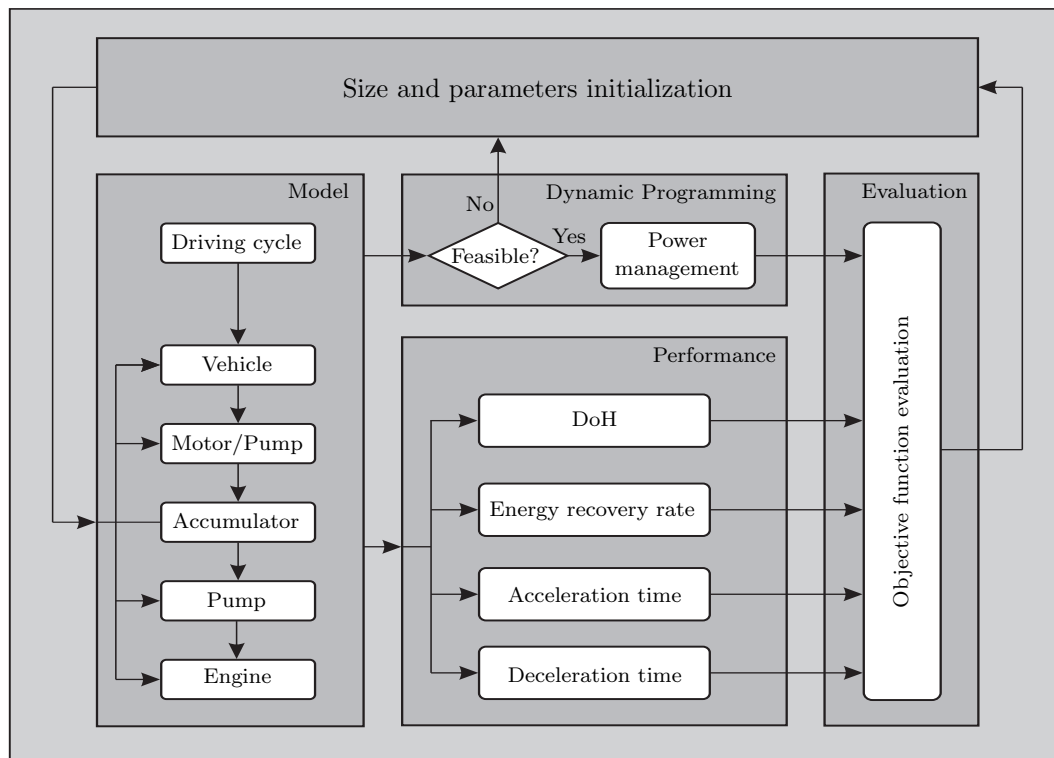 Size and parameters initialization
Model
Driving cycle
Vehicle
Motor/Pump
Accumulator
Pump
Engine
Dynamic Programming
No
Feasible?
Yes
Power
management
Performance
DoH
Energy recovery rate
Acceleration time
Deceleration time
Evaluation
Objective function evaluation